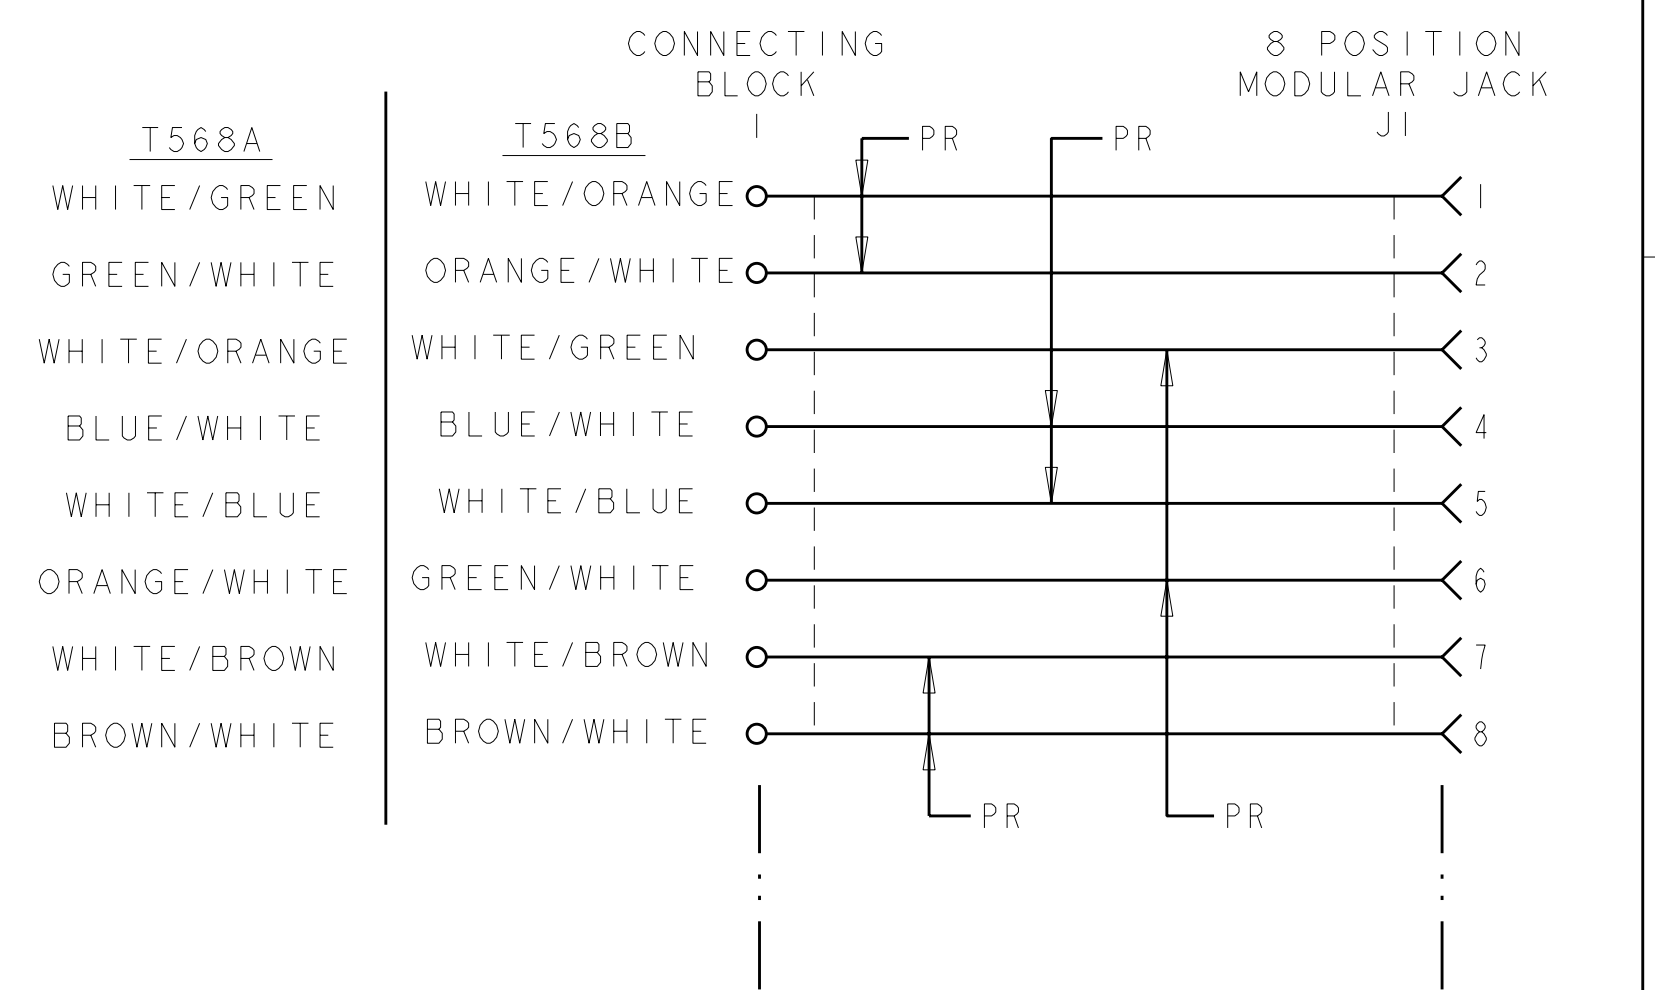 CONNECTING
BLOCK
1
8 POSITION
MODULAR JACK
J1
T568A
T568B
PR
PR
WHITE/GREEN
WHITE/ORANGE
1
GREEN/WHITE
ORANGE/WHITE
2
WHITE/ORANGE
WHITE/GREEN
3
BLUE/WHITE
BLUE/WHITE
4
WHITE/BLUE
WHITE/BLUE
5
ORANGE/WHITE
GREEN/WHITE
6
WHITE/BROWN
WHITE/BROWN
7
BROWN/WHITE
BROWN/WHITE
8
PR
PR